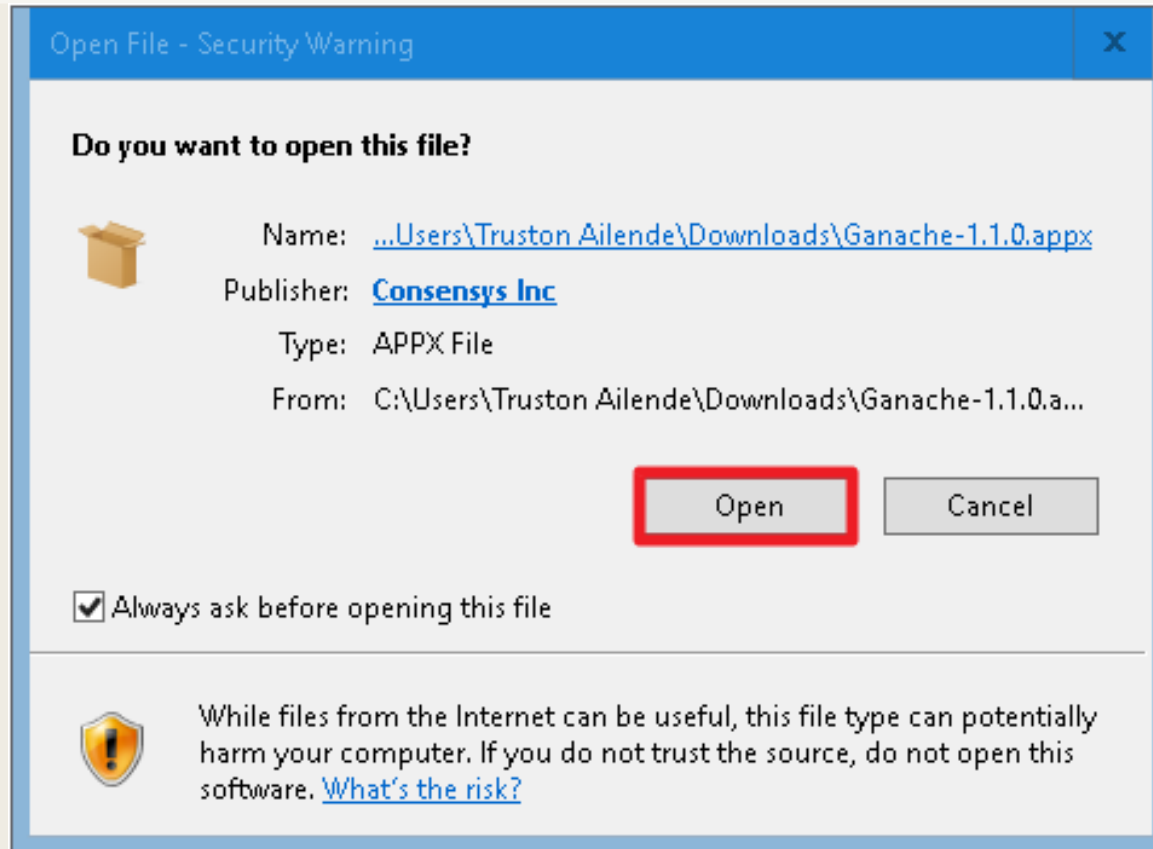 Open File - Security Warning
x
Do you want to open this file?
Name: ...Users\Truston Ailende\Downloads\Ganache-1.1.0.appx
Publisher: Consensys Inc
Type: APPX File
From: C:\Users\Truston Ailende\Downloads\Ganache-1.1.0.a...
Open Cancel
Always ask before opening this file
While files from the Internet can be useful, this file type can potentially
harm your computer. If you do not trust the source, do not open this
software. What's the risk?